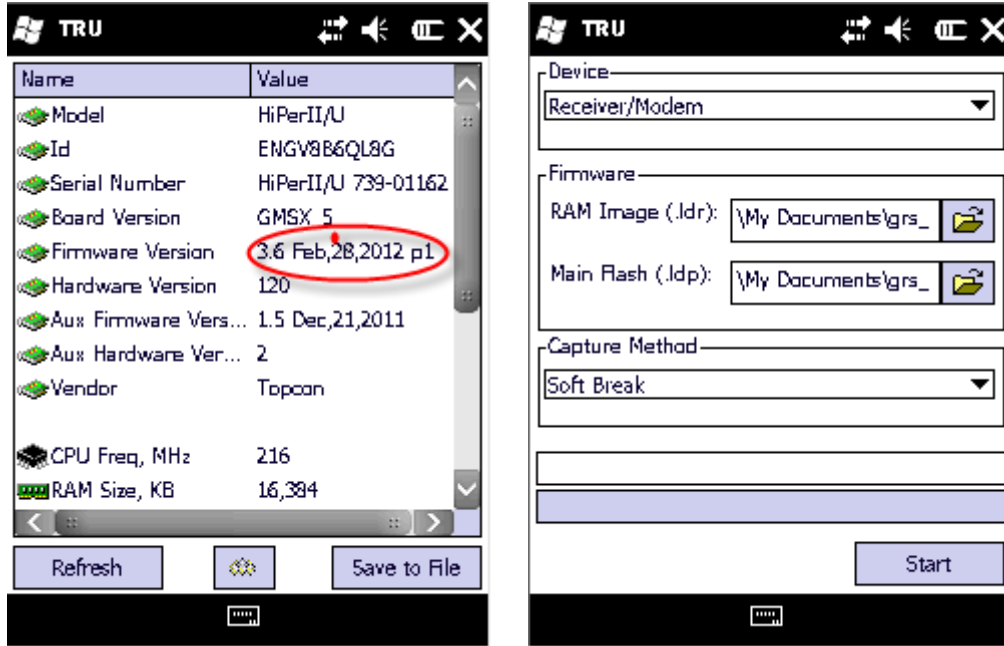 TRU
Name Value
Model HiPerII/U
Id ENGV8B6QL8G
Serial Number HiPerII/U 739-01162
Board Version GMSX_5
Firmware Version 3.6 Feb,28,2012 p1
Hardware Version 120
Aux Firmware Vers... 1.5 Dec,21,2011
Aux Hardware Ver... 2
Vendor Topcon
CPU Freq, MHz 216
RAM Size, KB 16,384
Refresh Save to File
TRU
Device
Receiver/Modem
Firmware
RAM Image (.ldr): \My Documents\grs_
Main Flash (.ldp): \My Documents\grs_
Capture Method
Soft Break
Start